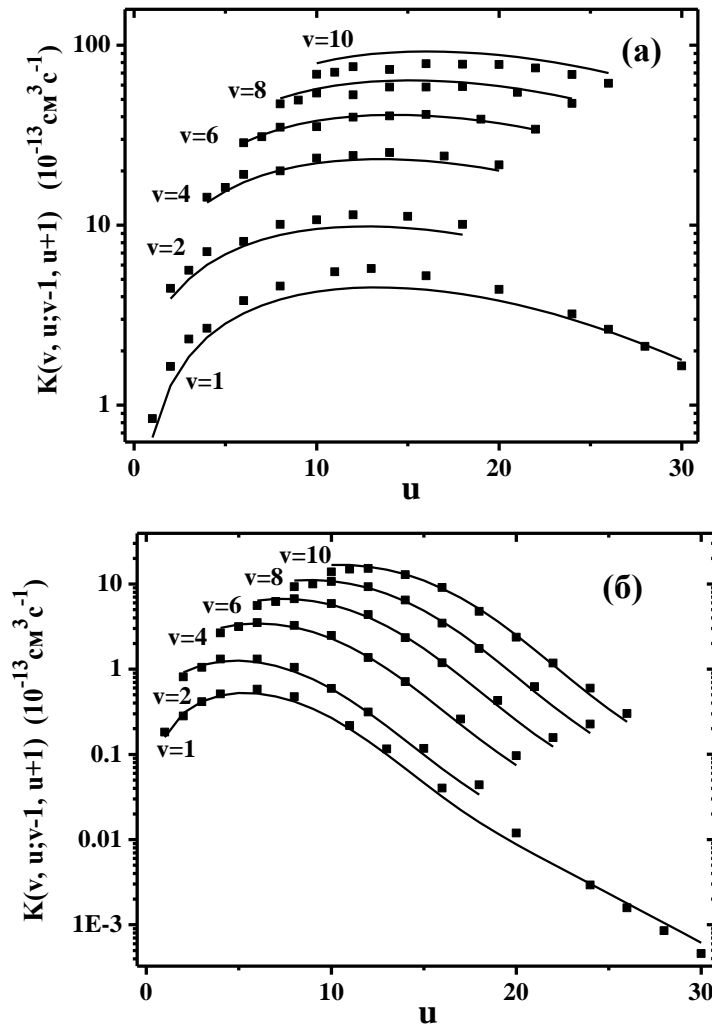 (а)
K(v, u;v-1, u+1) (10⁻¹³см³с⁻¹)
100
10
1
v=10
v=8
v=6
v=4
v=2
v=1
0
10
20
30
u
(б)
K(v, u;v-1, u+1) (10⁻¹³см³с⁻¹)
10
1
0.1
0.01
1E-3
v=10
v=8
v=6
v=4
v=2
v=1
0
10
20
30
u